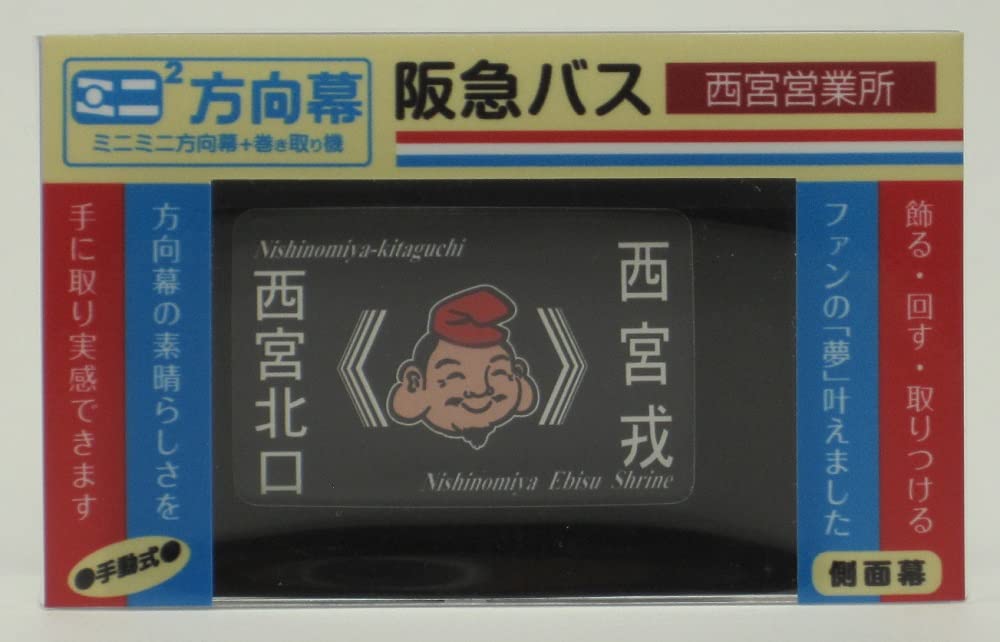 ミニ²方向幕
ミニミニ方向幕+巻き取り機
阪急バス
西宮営業所
手に取り実感できます
方向幕の素晴らしさを
Nishinomiya-kitaguchi
西宮北口
西宮戎
Nishinomiya Ebisu Shrine
ファンの「夢」叶えました
飾る・回す・取りつける
●手動式●
側面幕